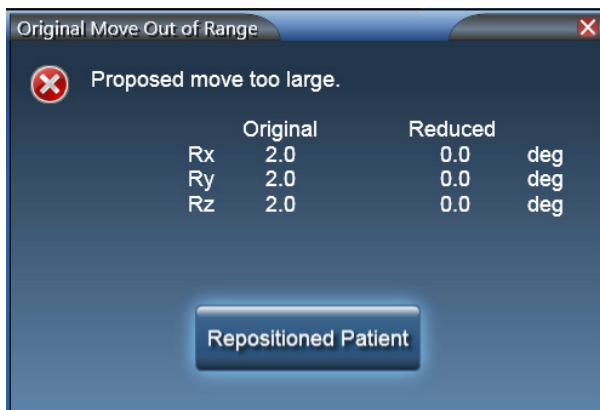 Original Move Out of Range
Proposed move too large.
Original Reduced
Rx 2.0 0.0 deg
Ry 2.0 0.0 deg
Rz 2.0 0.0 deg
Repositioned Patient